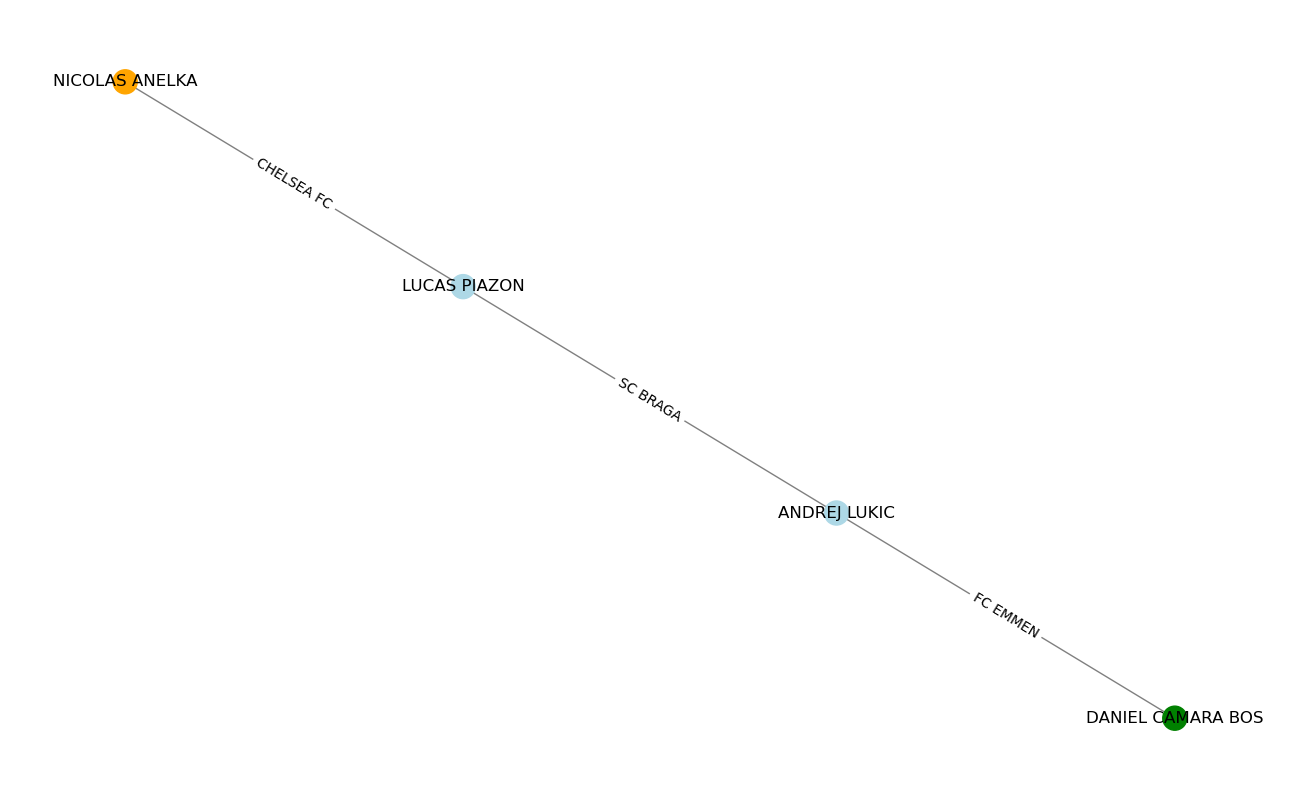 NICOLAS ANELKA
CHELSEA FC
LUCAS PIAZON
SC BRAGA
ANDREJ LUKIC
FC EMMEN
DANIEL CAMARA BOS